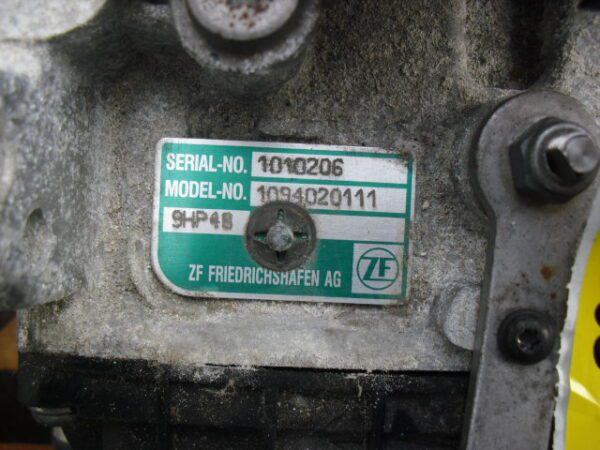 SERIAL-NO. 1010206
MODEL-NO. 1094020111
9HP48
ZF FRIEDRICHSHAFEN AG ZF